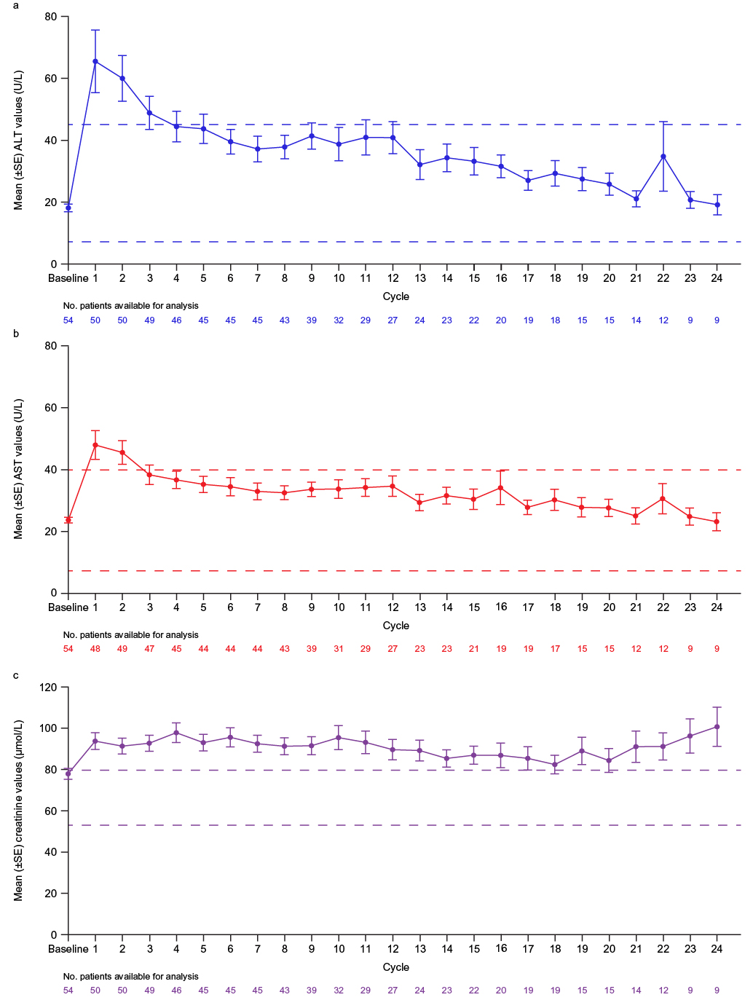 a
Mean (±SE) ALT values (U/L)
80
60
40
20
0
Baseline 1 2 3 4 5 6 7 8 9 10 11 12 13 14 15 16 17 18 19 20 21 22 23 24
Cycle
No. patients available for analysis
54 50 50 49 46 45 45 45 43 39 32 29 27 24 23 22 20 19 18 15 15 14 12 9 9
b
Mean (±SE) AST values (U/L)
80
60
40
20
0
Baseline 1 2 3 4 5 6 7 8 9 10 11 12 13 14 15 16 17 18 19 20 21 22 23 24
Cycle
No. patients available for analysis
54 48 49 47 45 44 44 44 43 39 31 29 27 23 23 21 19 19 17 15 15 12 12 9 9
c
Mean (±SE) creatinine values (µmol/L)
120
100
80
60
40
20
0
Baseline 1 2 3 4 5 6 7 8 9 10 11 12 13 14 15 16 17 18 19 20 21 22 23 24
Cycle
No. patients available for analysis
54 50 50 49 46 45 45 45 43 39 32 29 27 24 23 22 20 19 19 15 15 14 12 9 9